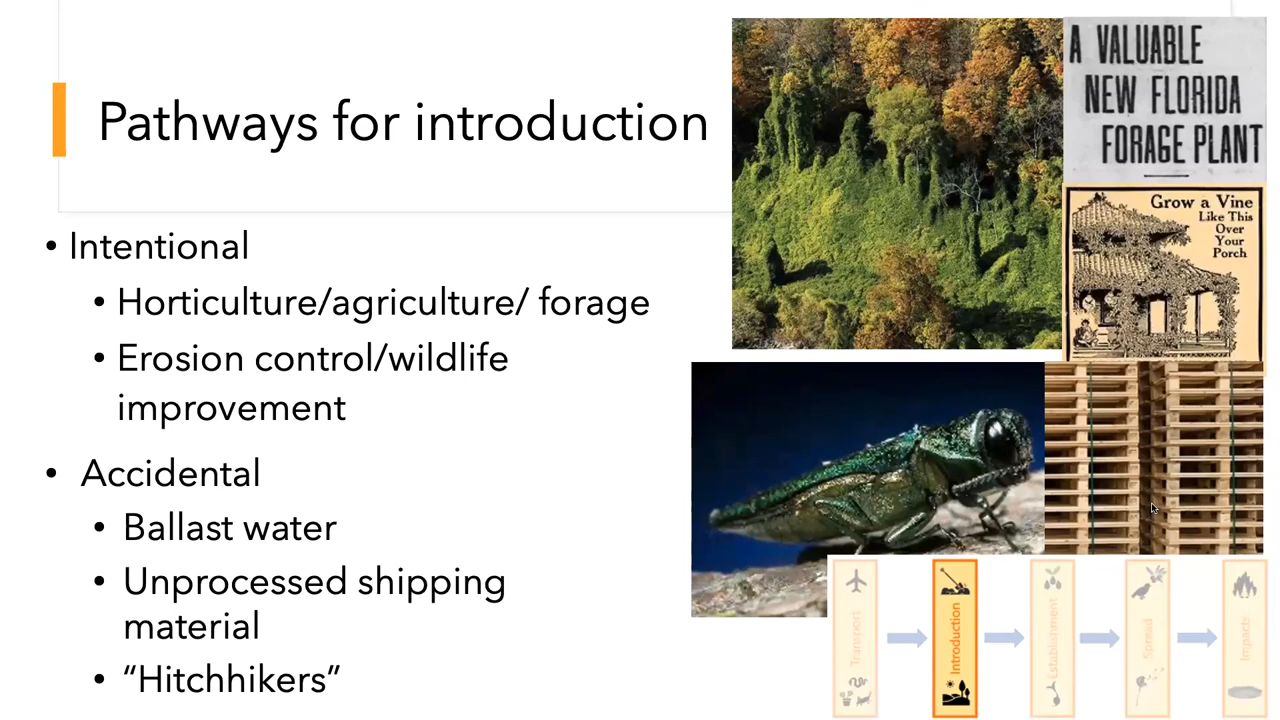 Pathways for introduction
• Intentional
• Horticulture/agriculture/ forage
• Erosion control/wildlife
improvement
• Accidental
• Ballast water
• Unprocessed shipping
material
• “Hitchhikers”
A VALUABLE
NEW FLORIDA
FORAGE PLANT
Grow a Vine
Like This
Over
Your
Porch
Transport
Introduction
Establishment
Spread
Impacts